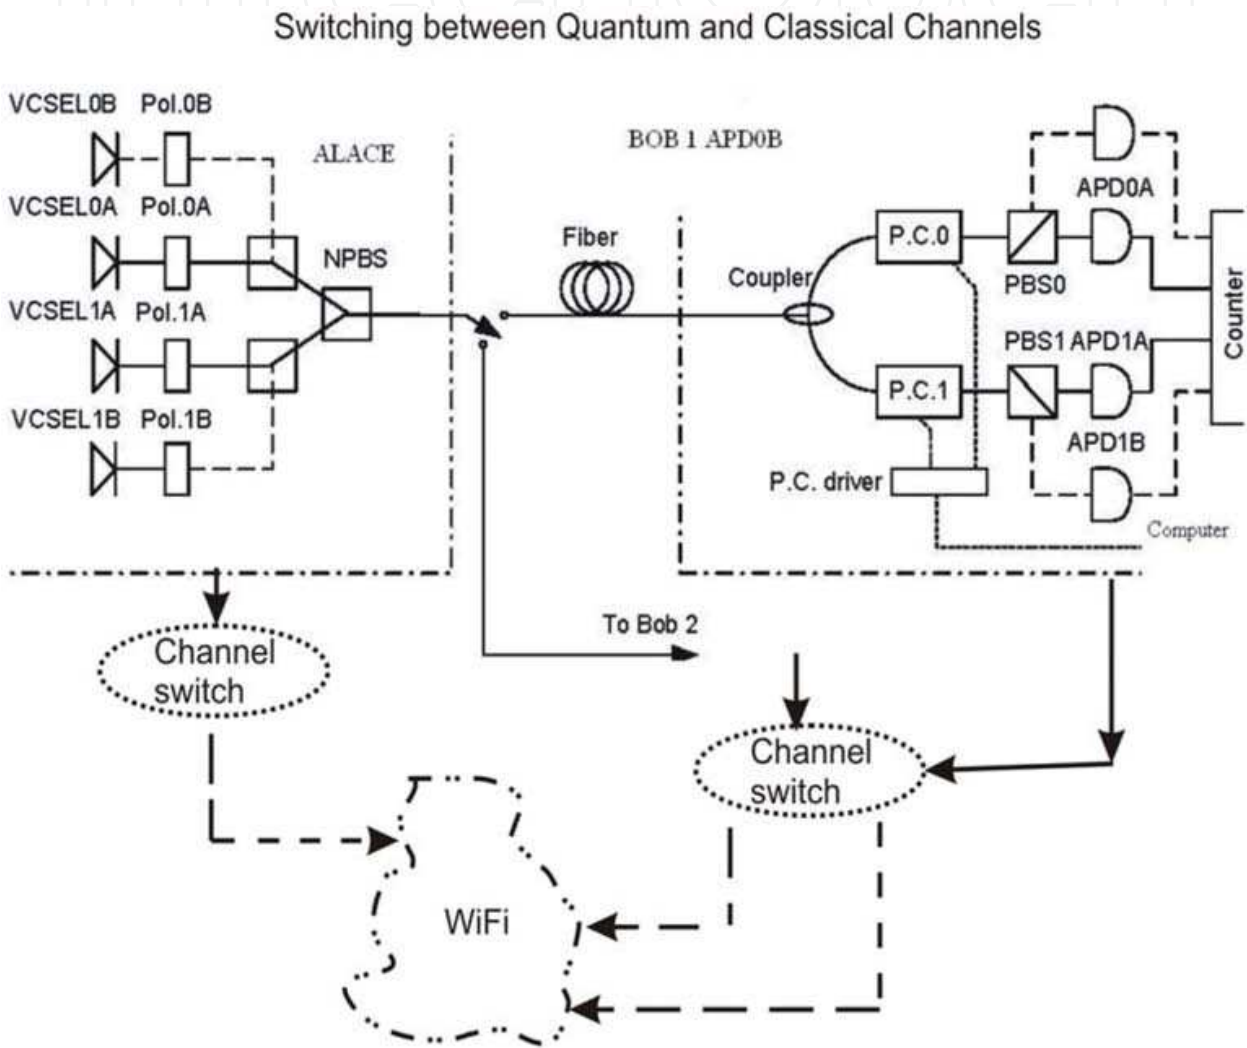 Switching between Quantum and Classical Channels
VCSEL0B Pol.0B
ALACE
BOB 1 APD0B
VCSEL0A Pol.0A
NPBS
VCSEL1A Pol.1A
VCSEL1B Pol.1B
Fiber
Coupler
P.C.0
PBS0
APD0A
PBS1 APD1A
P.C.1
APD1B
P.C. driver
Counter
Computer
To Bob 2
Channel
switch
Channel
switch
WiFi